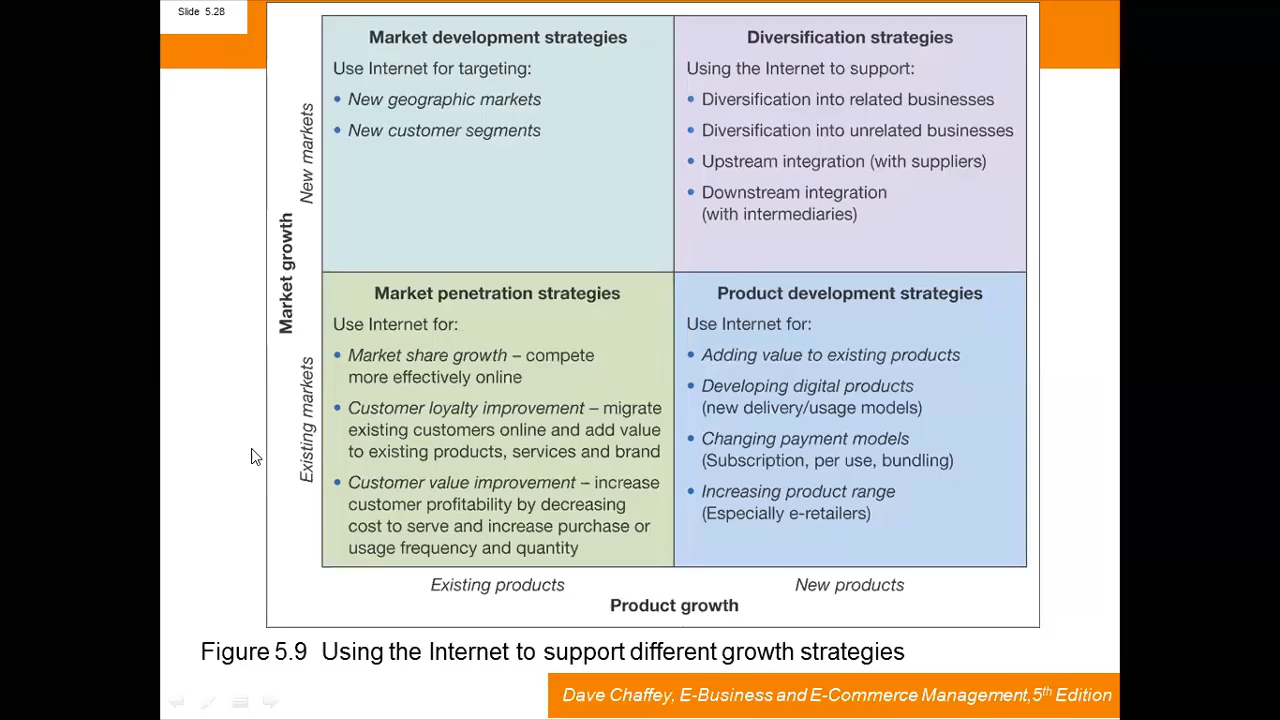 Slide 5.28
Market development strategies
Use Internet for targeting:
• New geographic markets
• New customer segments
Diversification strategies
Using the Internet to support:
• Diversification into related businesses
• Diversification into unrelated businesses
• Upstream integration (with suppliers)
• Downstream integration
(with intermediaries)
Market growth
New markets
Existing markets
Market penetration strategies
Use Internet for:
• Market share growth – compete
more effectively online
• Customer loyalty improvement – migrate
existing customers online and add value
to existing products, services and brand
• Customer value improvement – increase
customer profitability by decreasing
cost to serve and increase purchase or
usage frequency and quantity
Product development strategies
Use Internet for:
• Adding value to existing products
• Developing digital products
(new delivery/usage models)
• Changing payment models
(Subscription, per use, bundling)
• Increasing product range
(Especially e-retailers)
Existing products
New products
Product growth
Figure 5.9 Using the Internet to support different growth strategies
Dave Chaffey, E-Business and E-Commerce Management, 5th Edition